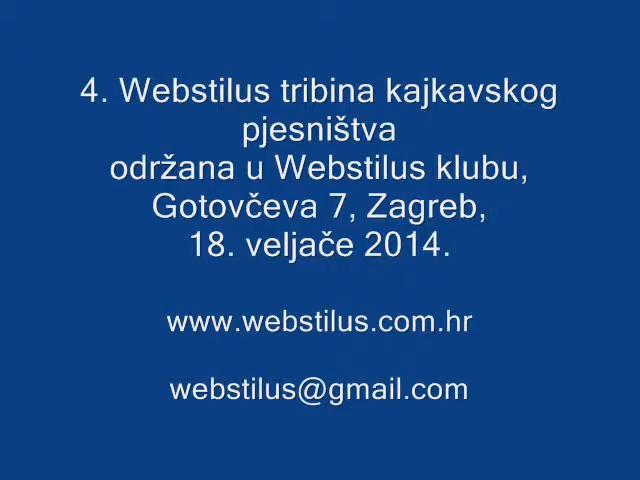 4. Webstilus tribina kajkavskog
pjesništva
održana u Webstilus klubu,
Gotovčeva 7, Zagreb,
18. veljače 2014.
www.webstilus.com.hr
webstilus@gmail.com